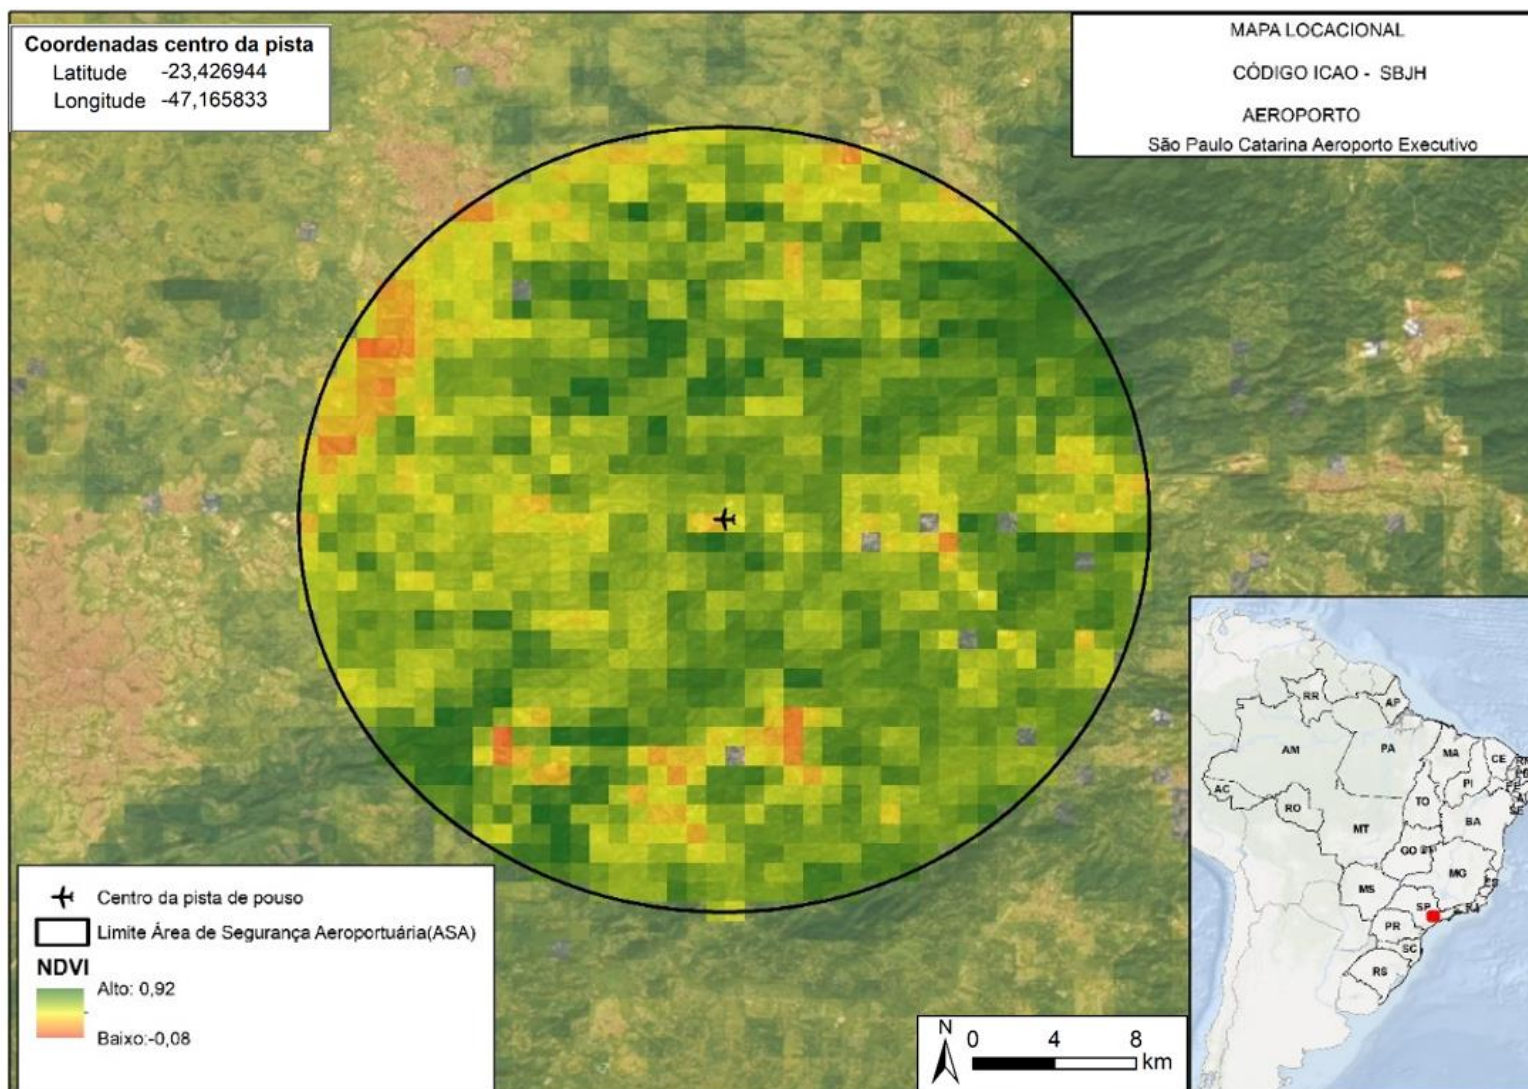 Coordenadas centro da pista
Latitude -23,426944
Longitude -47,165833
MAPA LOCACIONAL
CÓDIGO ICAO - SBJH
AEROPORTO
São Paulo Catarina Aeroporto Executivo
Centro da pista de pouso
Limite Área de Segurança Aeroportuária(ASA)
NDVI
Alto: 0,92
Baixo:-0,08
N
0 4 8
km
RR
AP
AM
PA
MA
CE
AC
RO
TO
PI
MT
BA
GO
MG
MS
SP
PR
SC
RS